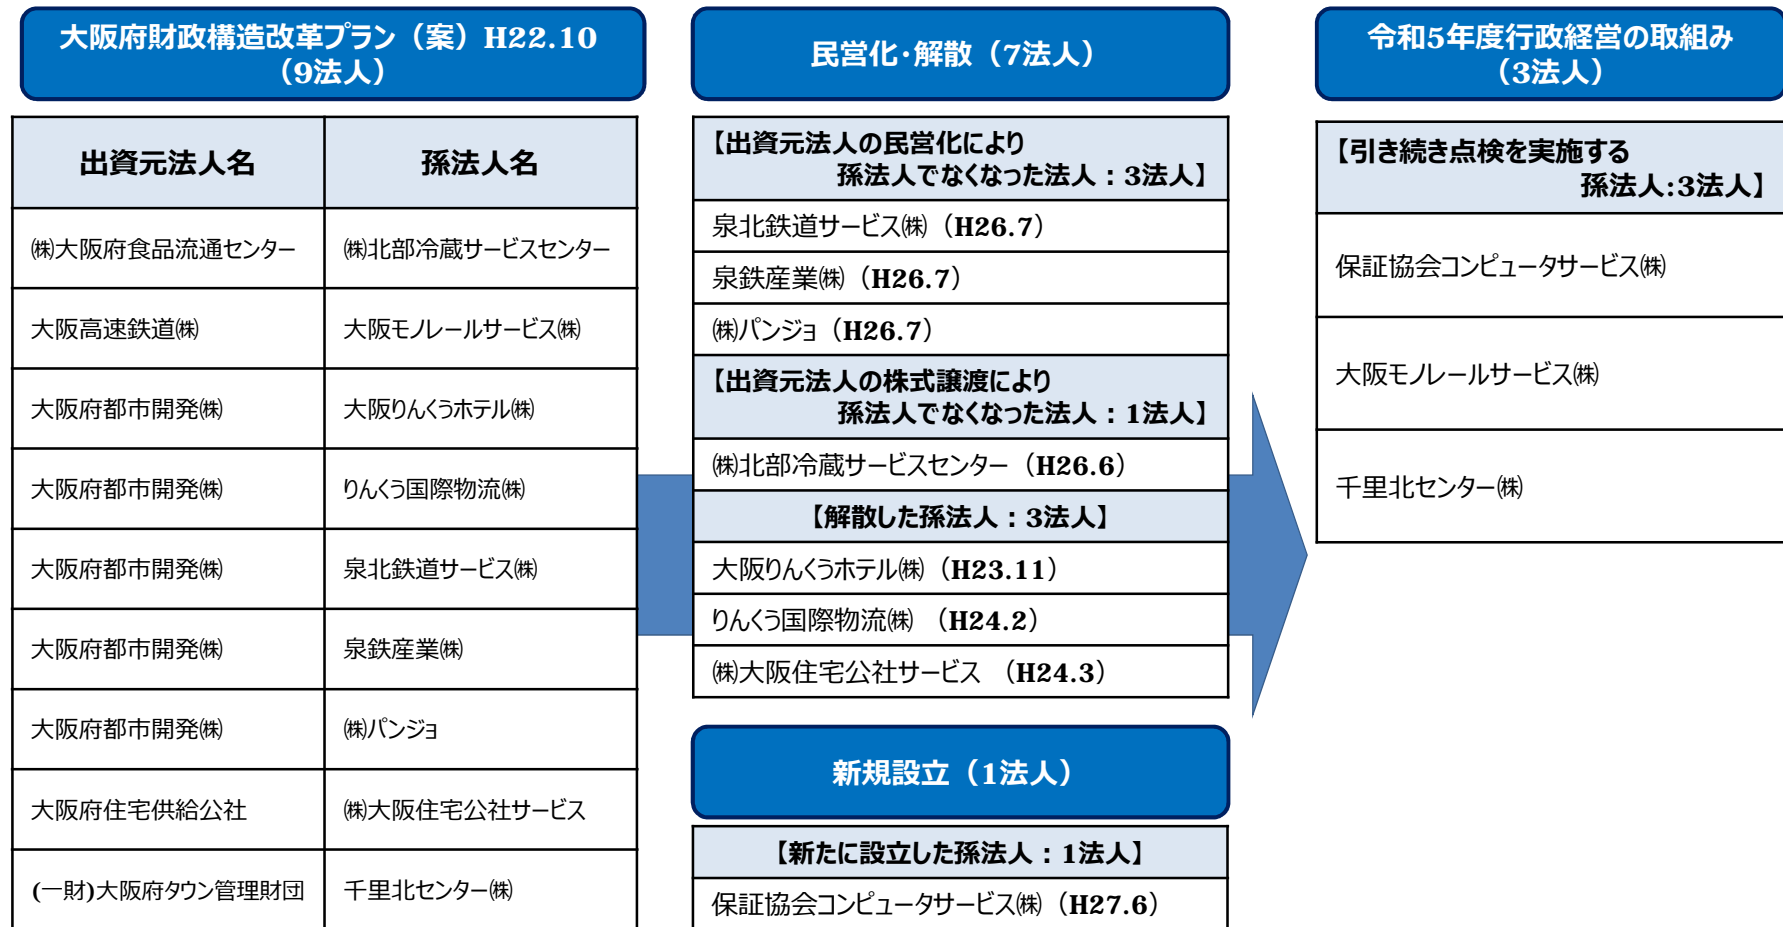 大阪府財政構造改革プラン（案）H22.10
（9法人）
出資元法人名 孫法人名
㈱大阪府食品流通センター ㈱北部冷蔵サービスセンター
大阪高速鉄道㈱ 大阪モノレールサービス㈱
大阪府都市開発㈱ 大阪りんくうホテル㈱
大阪府都市開発㈱ りんくう国際物流㈱
大阪府都市開発㈱ 泉北鉄道サービス㈱
大阪府都市開発㈱ 泉鉄産業㈱
大阪府都市開発㈱ ㈱パンジョ
大阪府住宅供給公社 ㈱大阪住宅公社サービス
(一財)大阪府タウン管理財団 千里北センター㈱
民営化･解散（7法人）
【出資元法人の民営化により
孫法人でなくなった法人：3法人】
泉北鉄道サービス㈱（H26.7）
泉鉄産業㈱（H26.7）
㈱パンジョ（H26.7）
【出資元法人の株式譲渡により
孫法人でなくなった法人：1法人】
㈱北部冷蔵サービスセンター（H26.6）
【解散した孫法人：3法人】
大阪りんくうホテル㈱（H23.11）
りんくう国際物流㈱ （H24.2）
㈱大阪住宅公社サービス （H24.3）
新規設立（1法人）
【新たに設立した孫法人：1法人】
保証協会コンピュータサービス㈱（H27.6）
令和5年度行政経営の取組み
（3法人）
【引き続き点検を実施する
孫法人:3法人】
保証協会コンピュータサービス㈱
大阪モノレールサービス㈱
千里北センター㈱